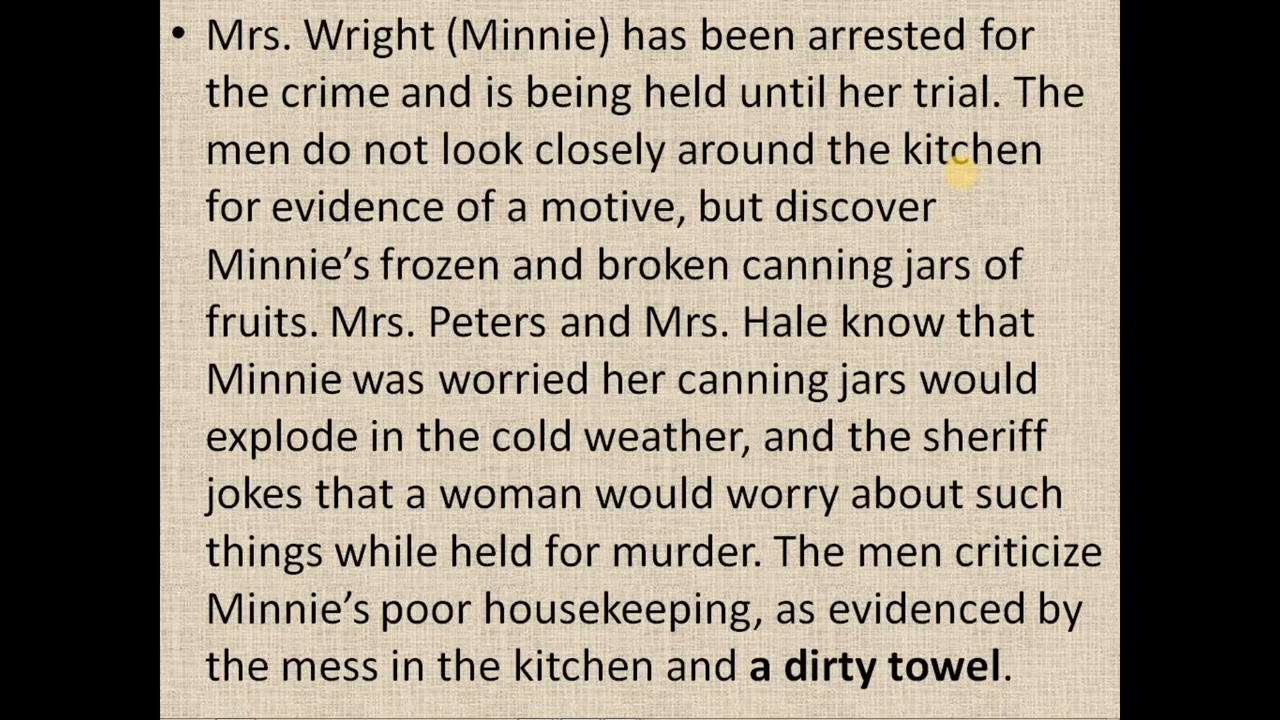 • Mrs. Wright (Minnie) has been arrested for
the crime and is being held until her trial. The
men do not look closely around the kitchen
for evidence of a motive, but discover
Minnie’s frozen and broken canning jars of
fruits. Mrs. Peters and Mrs. Hale know that
Minnie was worried her canning jars would
explode in the cold weather, and the sheriff
jokes that a woman would worry about such
things while held for murder. The men criticize
Minnie’s poor housekeeping, as evidenced by
the mess in the kitchen and a dirty towel.